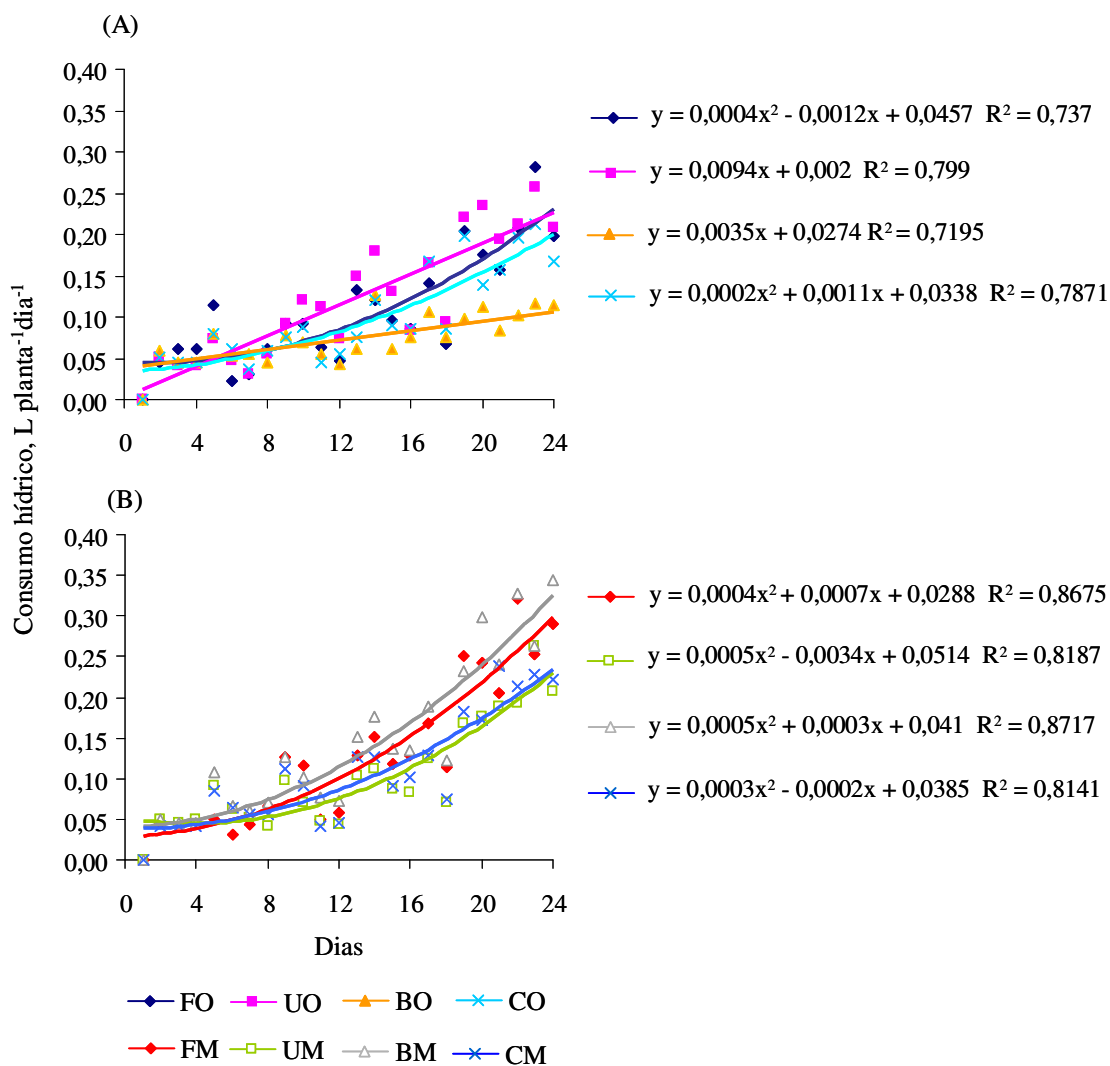 (A)
0,40
0,35
0,30
0,25
0,20
0,15
0,10
0,05
0,00
0 4 8 12 16 20 24
y = 0,0004x² - 0,0012x + 0,0457 R² = 0,737
y = 0,0094x + 0,002 R² = 0,799
y = 0,0035x + 0,0274 R² = 0,7195
y = 0,0002x² + 0,0011x + 0,0338 R² = 0,7871
Consumo hídrico, L planta⁻¹dia⁻¹
(B)
0,40
0,35
0,30
0,25
0,20
0,15
0,10
0,05
0,00
0 4 8 12 16 20 24
y = 0,0004x² + 0,0007x + 0,0288 R² = 0,8675
y = 0,0005x² - 0,0034x + 0,0514 R² = 0,8187
y = 0,0005x² + 0,0003x + 0,041 R² = 0,8717
y = 0,0003x² - 0,0002x + 0,0385 R² = 0,8141
Dias
FO UO BO CO
FM UM BM CM